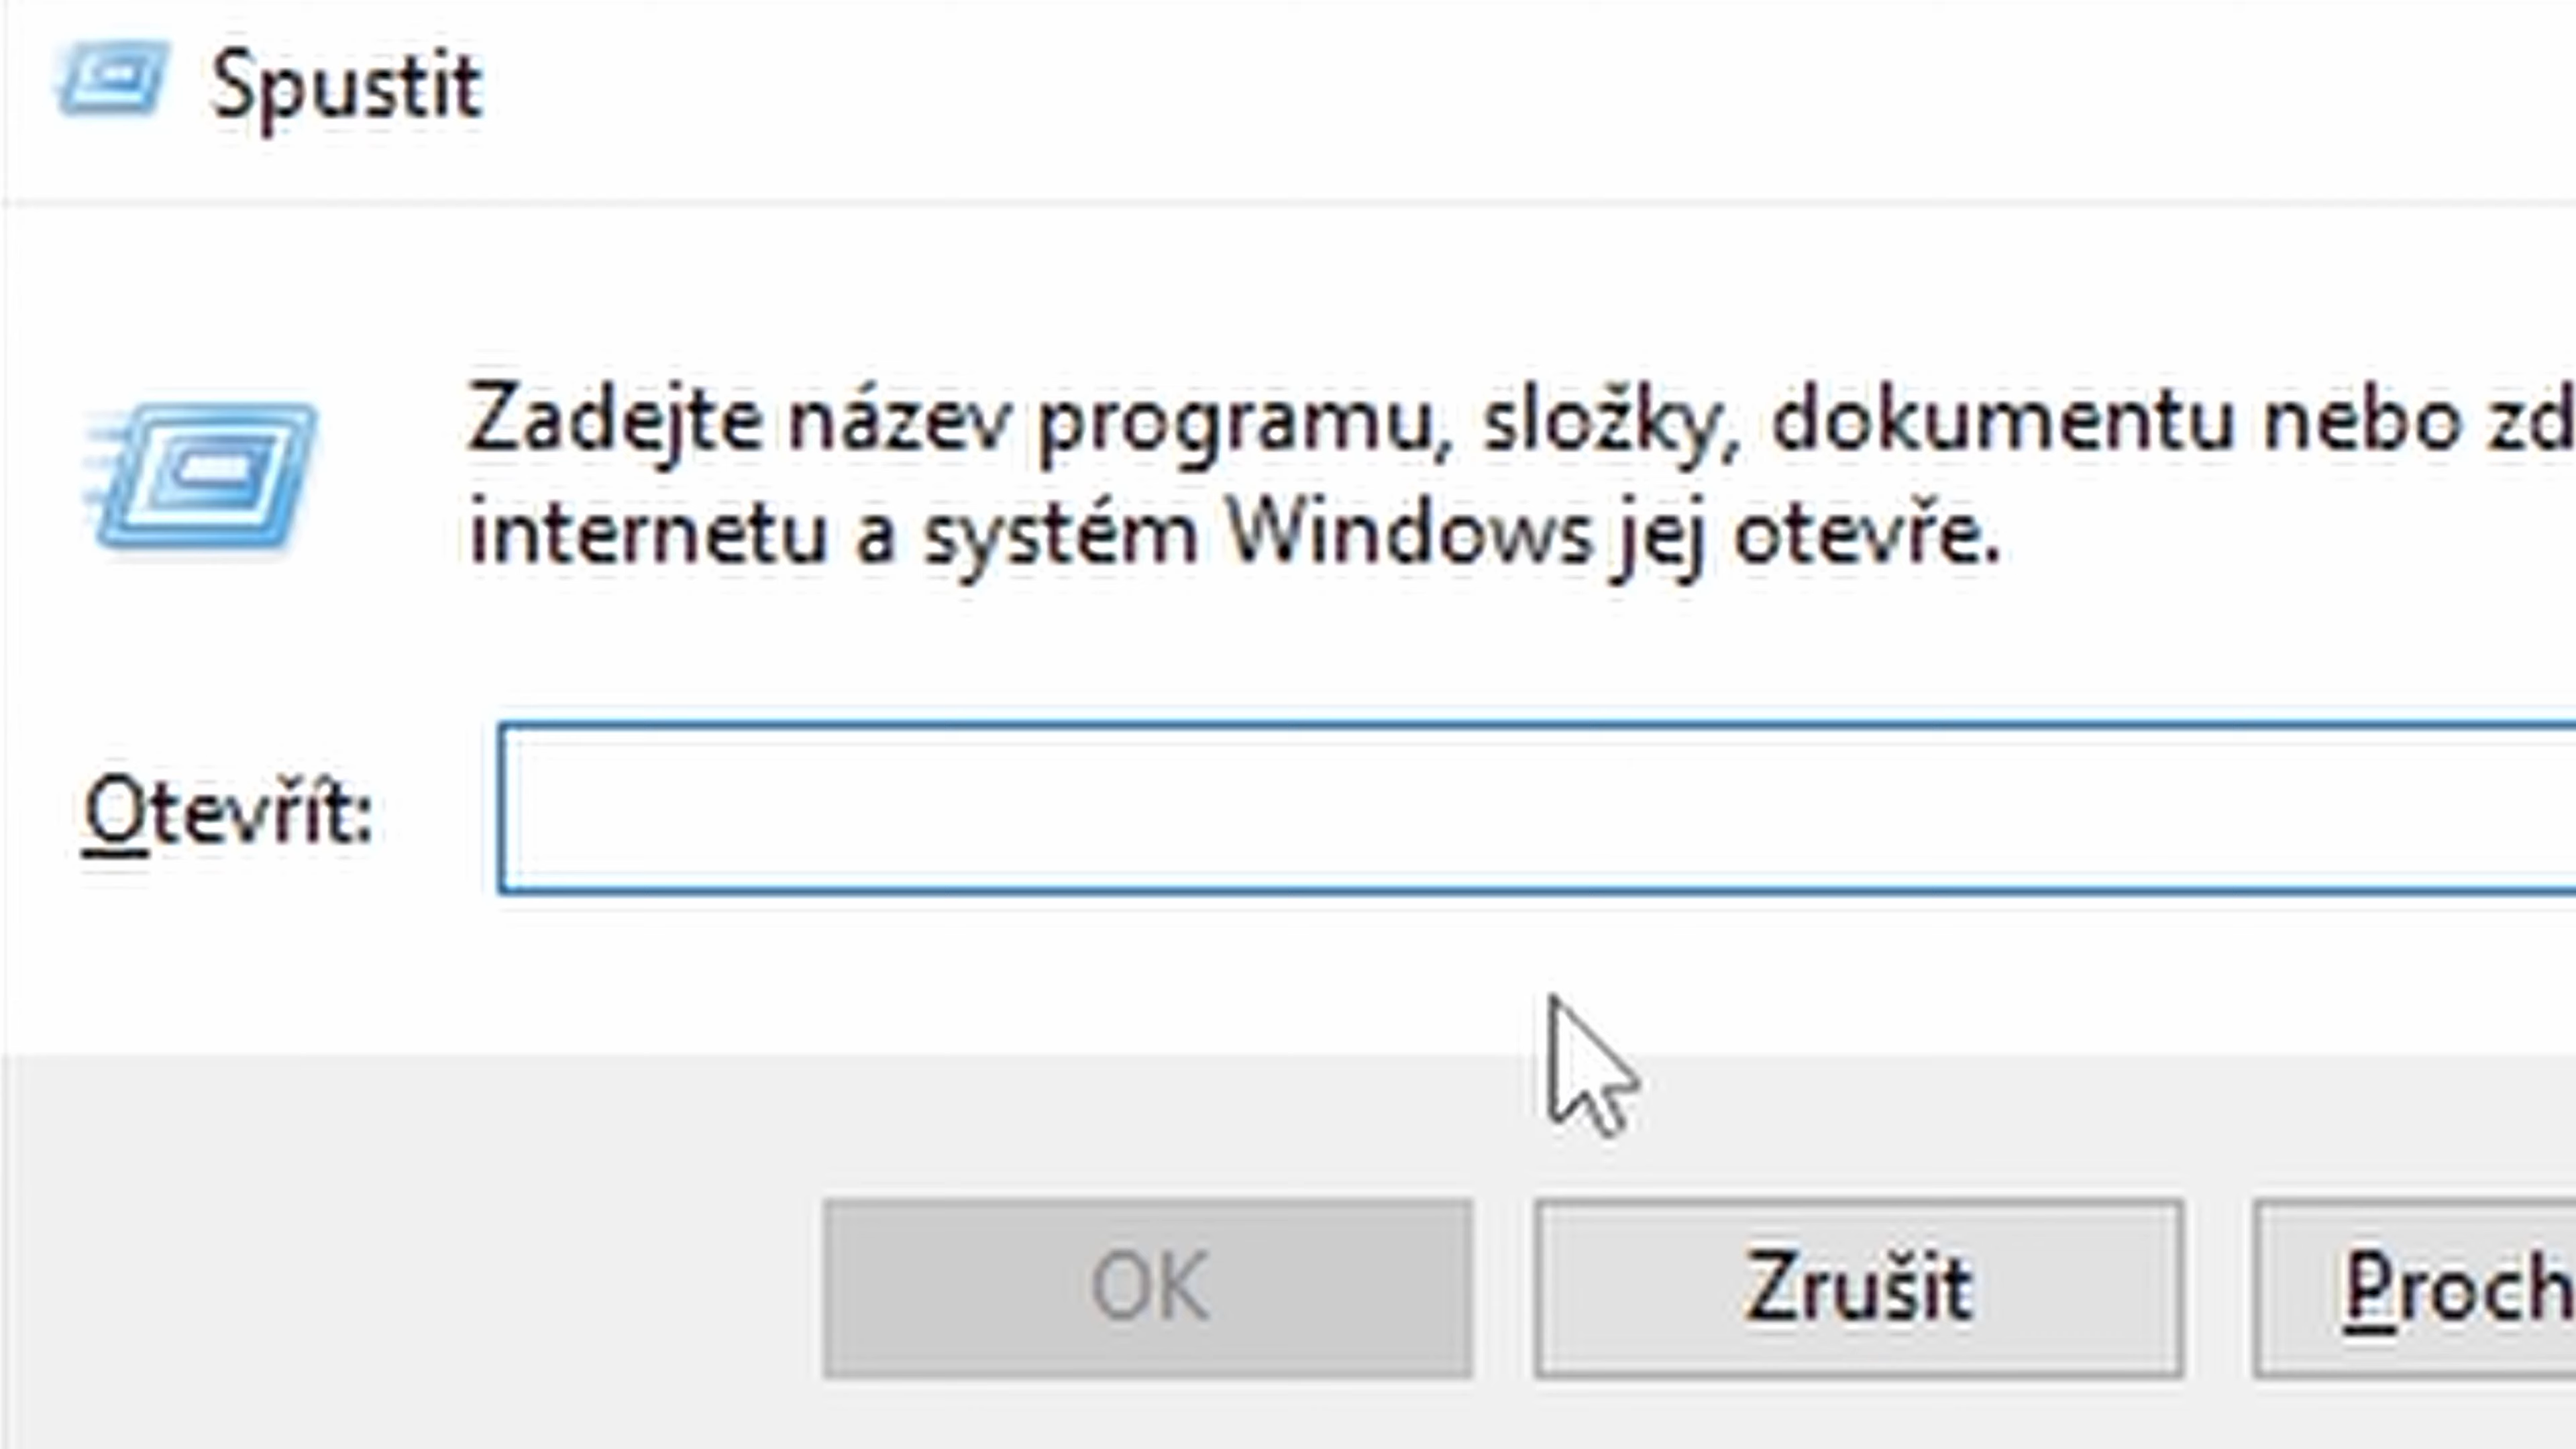 Spustit
Zadejte název programu, složky, dokumentu nebo zd
internetu a systém Windows jej otevře.
Otevřít:
OK
Zrušit
Proch